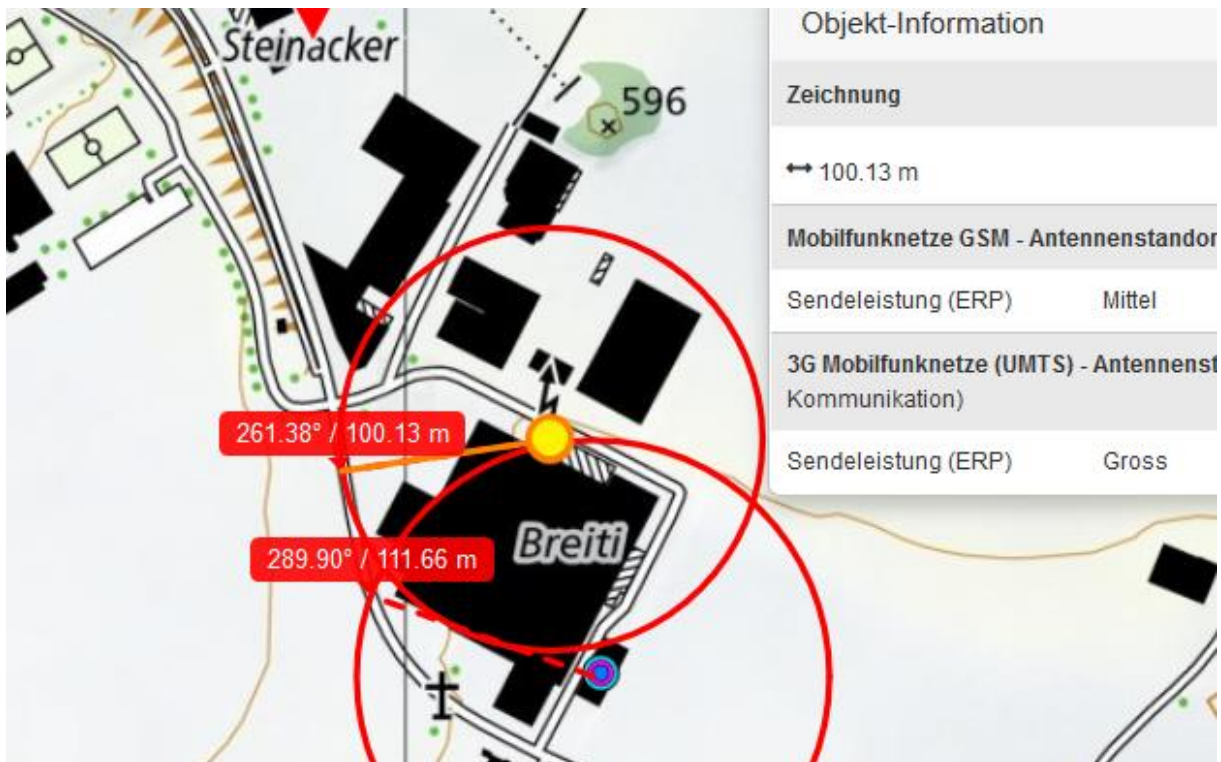 Steinacker
596
261.38° / 100.13 m
289.90° / 111.66 m
Breiti
Objekt-Information
Zeichnung
↔ 100.13 m
Mobilfunknetze GSM - Antennenstandor
Sendeleistung (ERP) Mittel
3G Mobilfunknetze (UMTS) - Antennenst
Kommunikation)
Sendeleistung (ERP) Gross